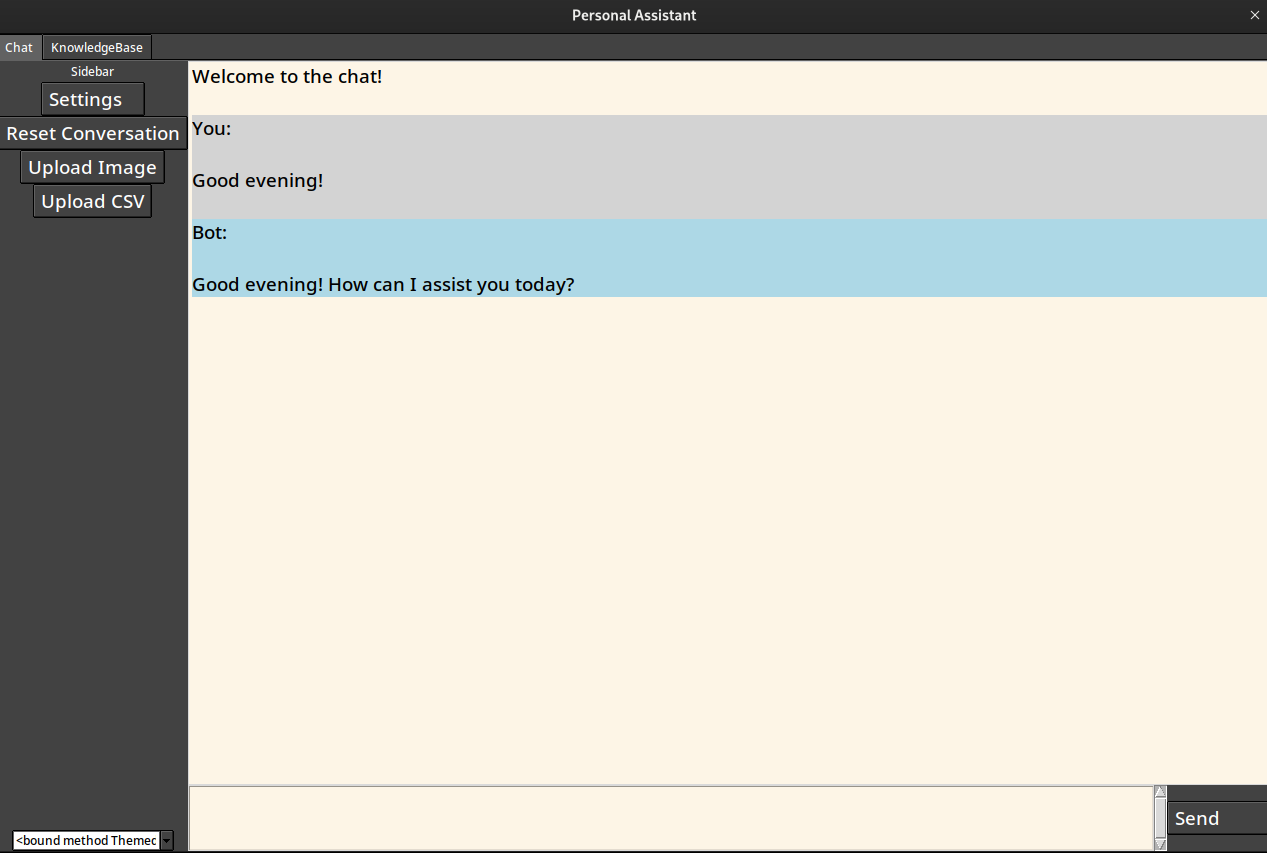 Personal Assistant
Chat KnowledgeBase
Sidebar
Settings
Reset Conversation
Upload Image
Upload CSV
Welcome to the chat!
You:
Good evening!
Bot:
Good evening! How can I assist you today?
Send
<bound method Themec